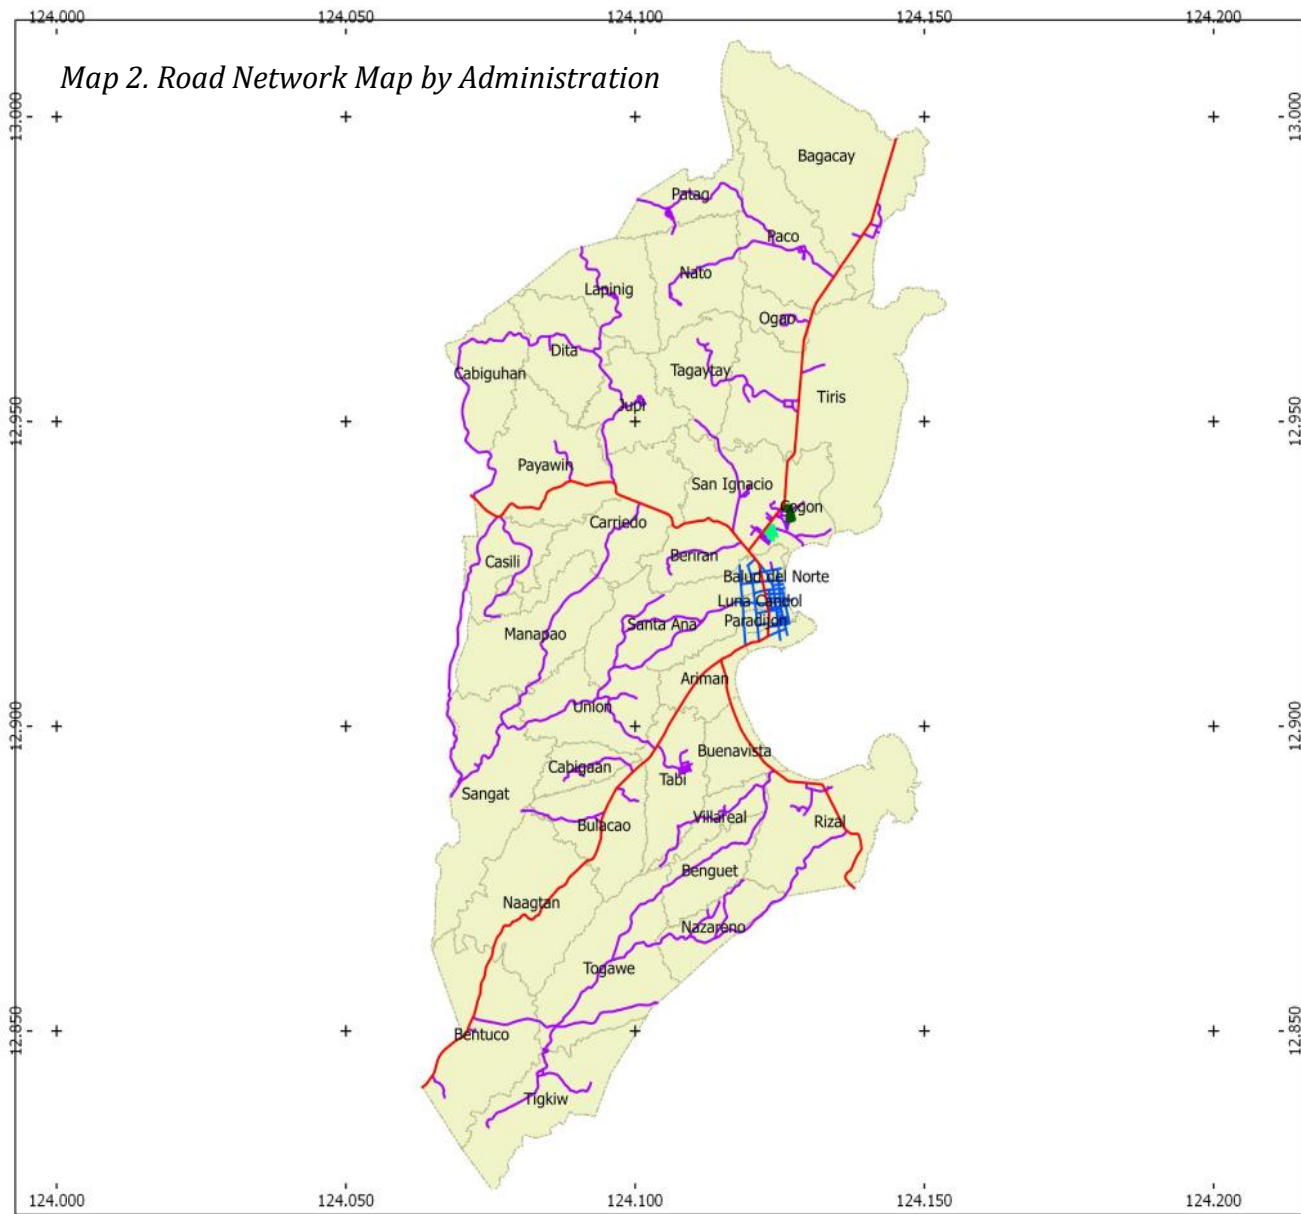 124.000 124.050 124.100 124.150 124.200
Map 2. Road Network Map by Administration
13.000 13.000
Bagacay
Patag
Paco
Nato
Lapinig
Ogao
Dita
Tagaytay
Cabiguhan
Tiris
Jupi
12.950 12.950
Payawin
San Ignacio
Cogon
Carriedo
Beriran
Casili
Balud del Norte
Luna Candol
Paradijon
Santa Ana
Manapao
Ariman
Union
12.900 12.900
Buenavista
Cabigaan
Tabi
Sangat
Villareal
Rizal
Bulacao
Benguet
Naagtan
Nazareno
Togawe
12.850 12.850
Bentuco
Tigkiw
124.000 124.050 124.100 124.150 124.200